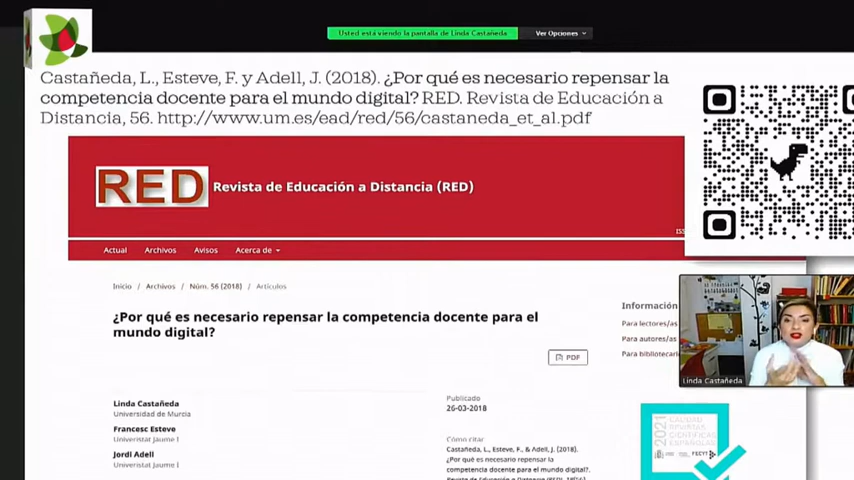 Usted está viendo la pantalla de Linda Castañeda
Ver Opciones
Castañeda, L., Esteve, F. y Adell, J. (2018). ¿Por qué es necesario repensar la
competencia docente para el mundo digital? RED. Revista de Educación a
Distancia, 56. http://www.um.es/ead/red/56/castaneda_et_al.pdf
RED Revista de Educación a Distancia (RED)
Actual Archivos Avisos Acerca de
Inicio / Archivos / Núm. 56 (2018) / Artículos
¿Por qué es necesario repensar la competencia docente para el
mundo digital?
PDF
Información
Para lectores/as
Para autores/as
Linda Castañeda
Linda Castañeda
Universidad de Murcia
Francesc Esteve
Universitat Jaume I
Jordi Adell
Universitat Jaume I
Publicado
26-03-2018
Cómo citar
Castañeda, L., Esteve, F., & Adell, J. (2018).
¿Por qué es necesario repensar la
competencia docente para el mundo digital?.
2021
CALIDAD
REVISTAS
CIENTÍFICAS
ESPAÑOLAS
FECYT